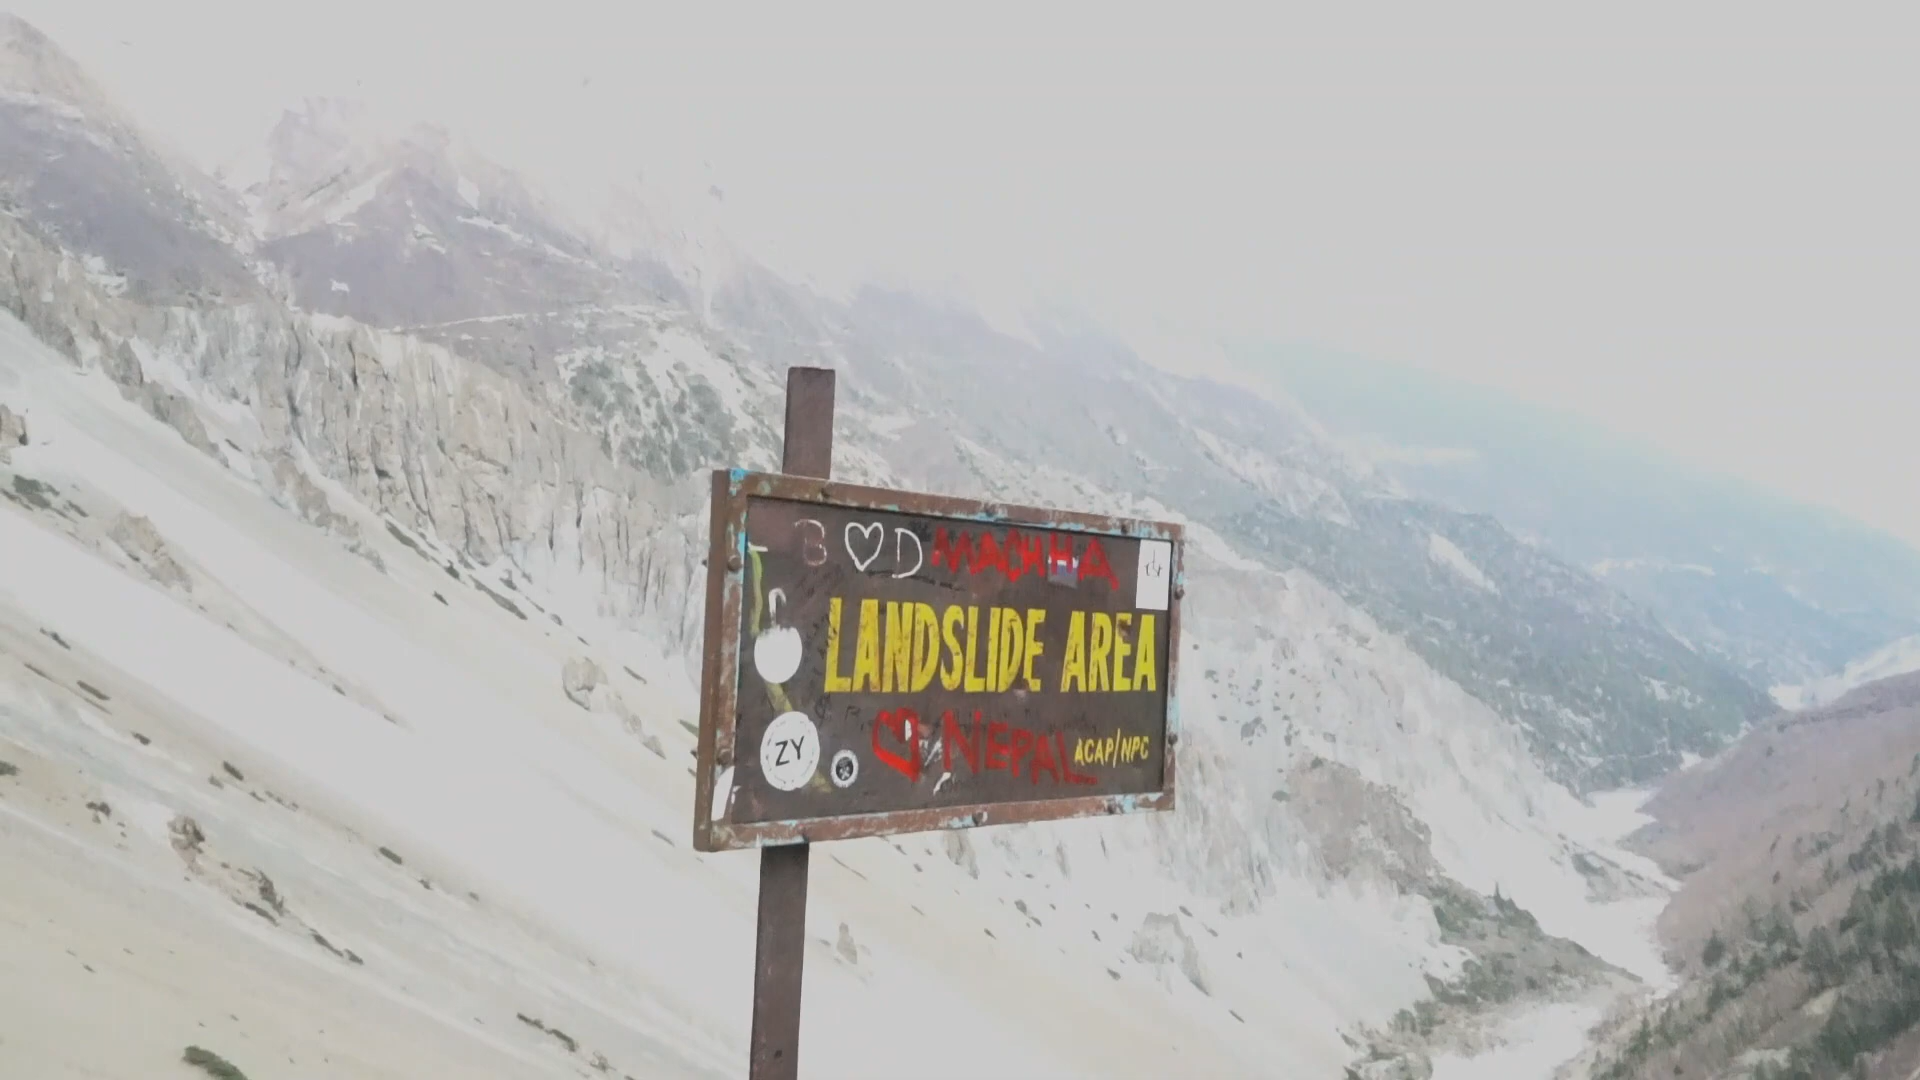 B ♡ D MACHHA
LANDSLIDE AREA
♡ NEPAL
ACAP/NPC
ZY